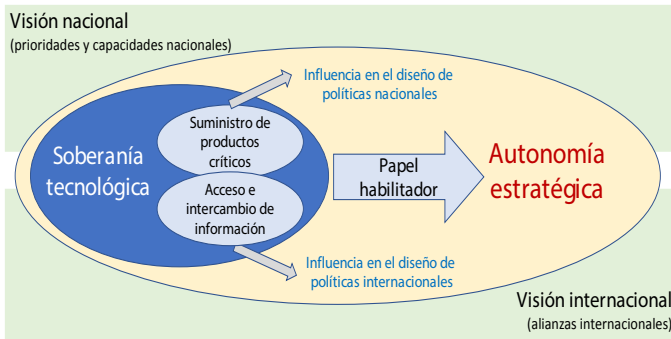 Visión nacional
(prioridades y capacidades nacionales)
Influencia en el diseño de
políticas nacionales
Suministro de
productos
críticos
Soberanía
tecnológica
Acceso e
intercambio de
información
Papel
habilitador
Autonomía
estratégica
Influencia en el diseño de
políticas internacionales
Visión internacional
(alianzas internacionales)